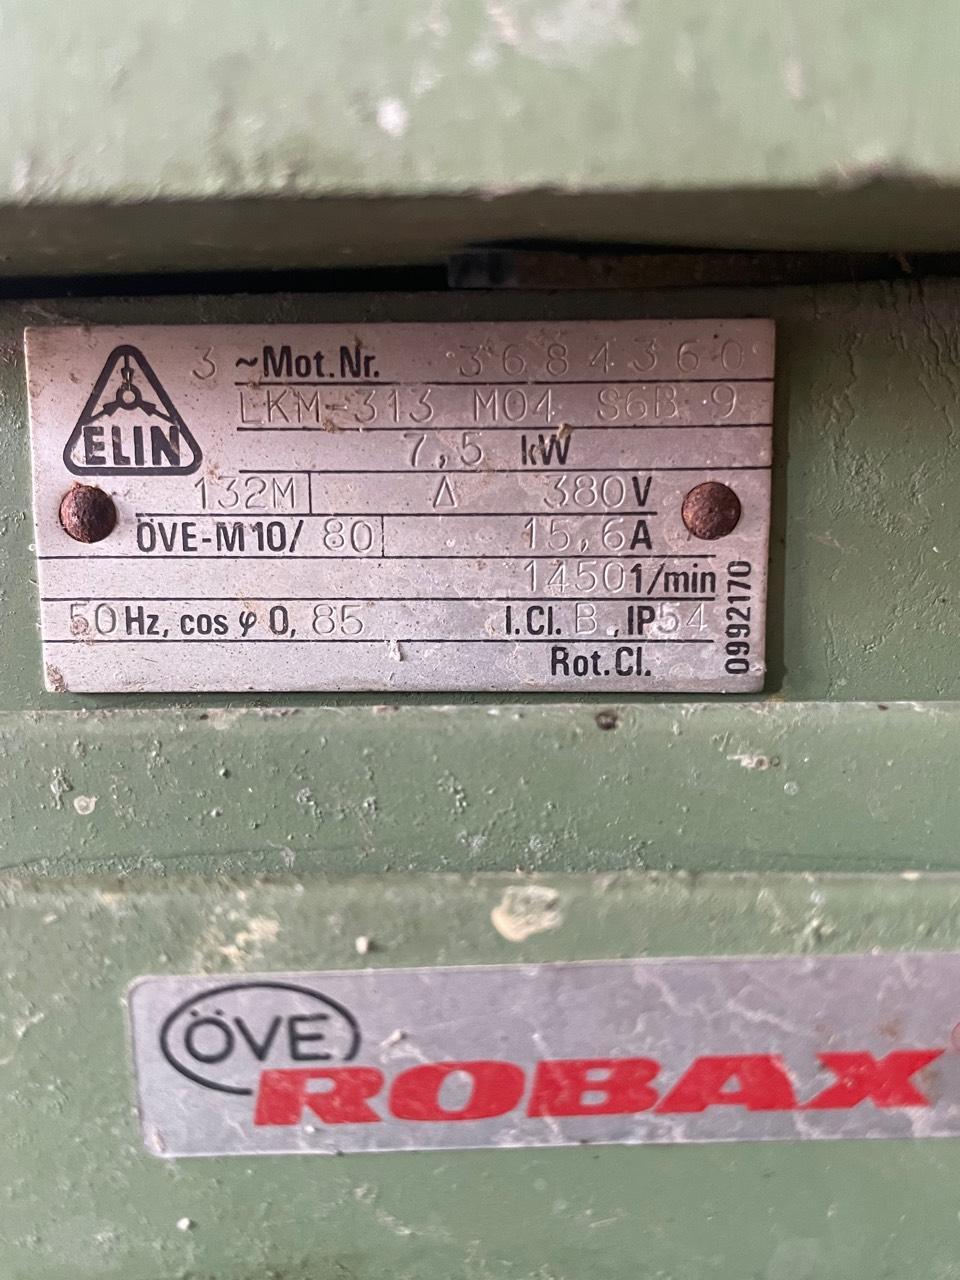 ELIN
3 ~Mot.Nr. 3684360
LKM-313 M04 S6B 9
7,5 kW
132M Δ 380V
ÖVE-M10/ 80 15,6A
1450 1/min
50 Hz, cos φ 0, 85 I.Cl. B, IP54
Rot.Cl.
0992170
ÖVE
ROBAX